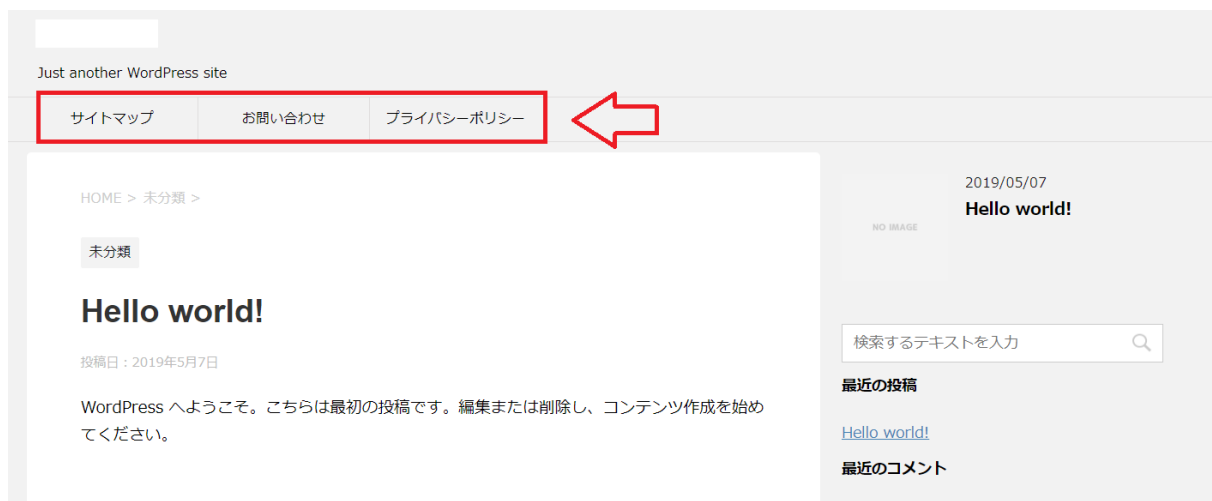 Just another WordPress site
サイトマップ
お問い合わせ
プライバシーポリシー
HOME > 未分類 >
未分類
Hello world!
投稿日：2019年5月7日
WordPress へようこそ。こちらは最初の投稿です。編集または削除し、コンテンツ作成を始め
てください。
NO IMAGE
2019/05/07
Hello world!
検索するテキストを入力
最近の投稿
Hello world!
最近のコメント